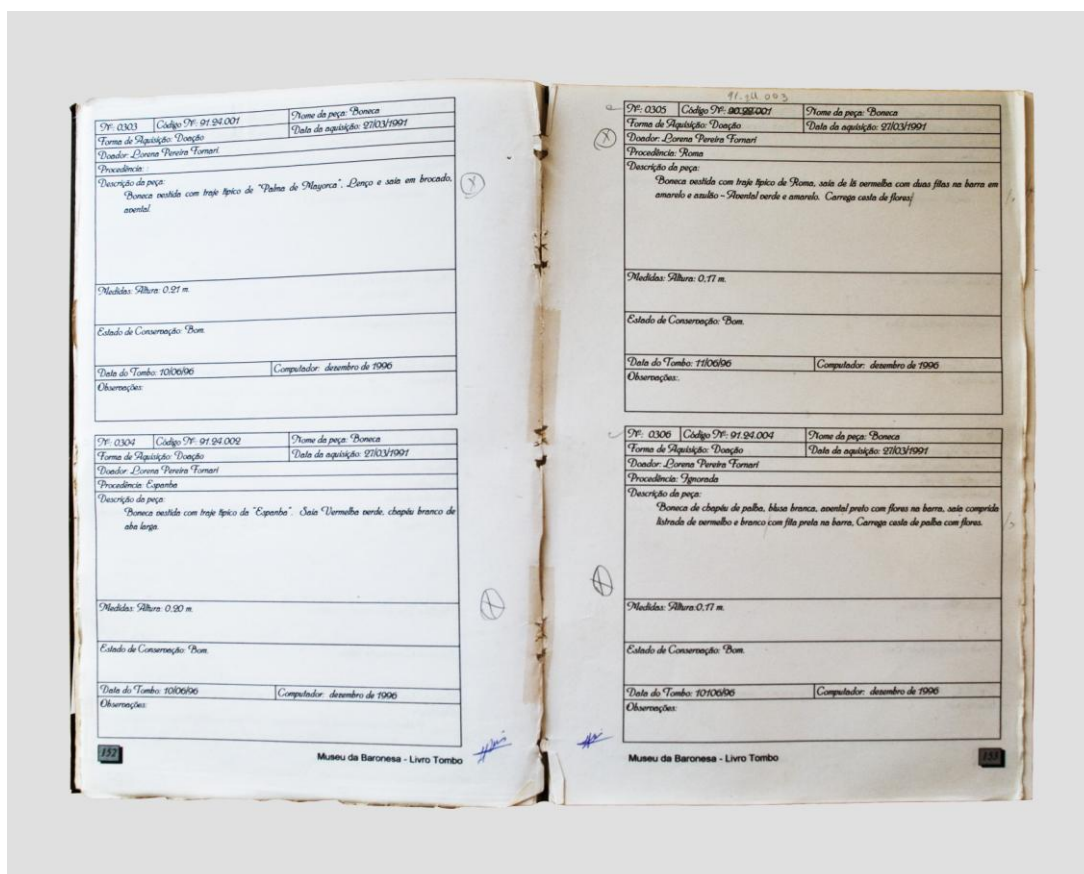 Nº: 0303 Código Nº: 91.24.001 Nome da peça: Boneca
Forma de Aquisição: Doação Data da aquisição: 27/03/1991
Doador: Lorena Pereira Fornari.
Procedência: :
Descrição da peça:
Boneca vestida com traje típico de "Palma de Mayorca". Lenço e saia em brocado,
avental.
Medidas: Altura: 0.21 m.
Estado de Conservação: Bom.
Data do Tombo: 10/06/96 Computador: dezembro de 1996
Observações:
Nº: 0304 Código Nº: 91.24.002 Nome da peça: Boneca
Forma de Aquisição: Doação Data da aquisição: 27/03/1991
Doador: Lorena Pereira Fornari
Procedência: Espanha
Descrição da peça:
Boneca vestida com traje típico da "Espanha". Saia Vermelha verde, chapéu branco de
aba larga.
Medidas: Altura: 0.20 m.
Estado de Conservação: Bom.
Data do Tombo: 10/06/96 Computador: dezembro de 1996
Observações:
152
Museu da Baronesa - Livro Tombo
91.24.003
Nº: 0305 Código Nº: 90.22.001 Nome da peça: Boneca
Forma de Aquisição: Doação Data da aquisição: 27/03/1991
Doador: Lorena Pereira Fornari
Procedência: Roma
Descrição da peça:
Boneca vestida com traje típico de Roma, saia de lã vermelha com duas fitas na barra em
amarelo e azulão - Avental verde e amarelo. Carrega cesta de flores
Medidas: Altura: 0,17 m.
Estado de Conservação: Bom.
Data do Tombo: 11/06/96 Computador: dezembro de 1996
Observações:.
Nº: 0306 Código Nº: 91.24.004 Nome da peça: Boneca
Forma de Aquisição: Doação Data da aquisição: 27/03/1991
Doador: Lorena Pereira Fornari
Procedência: Ignorada
Descrição da peça:
Boneca de chapéu de palha, blusa branca, avental preto com flores na barra, saia comprida
listrada de vermelho e branco com fita preta na barra, Carrega cesta de palha com flores.
Medidas: Altura:0,17 m.
Estado de Conservação: Bom.
Data do Tombo: 10106/96 Computador: dezembro de 1996
Observações:
Museu da Baronesa - Livro Tombo
153